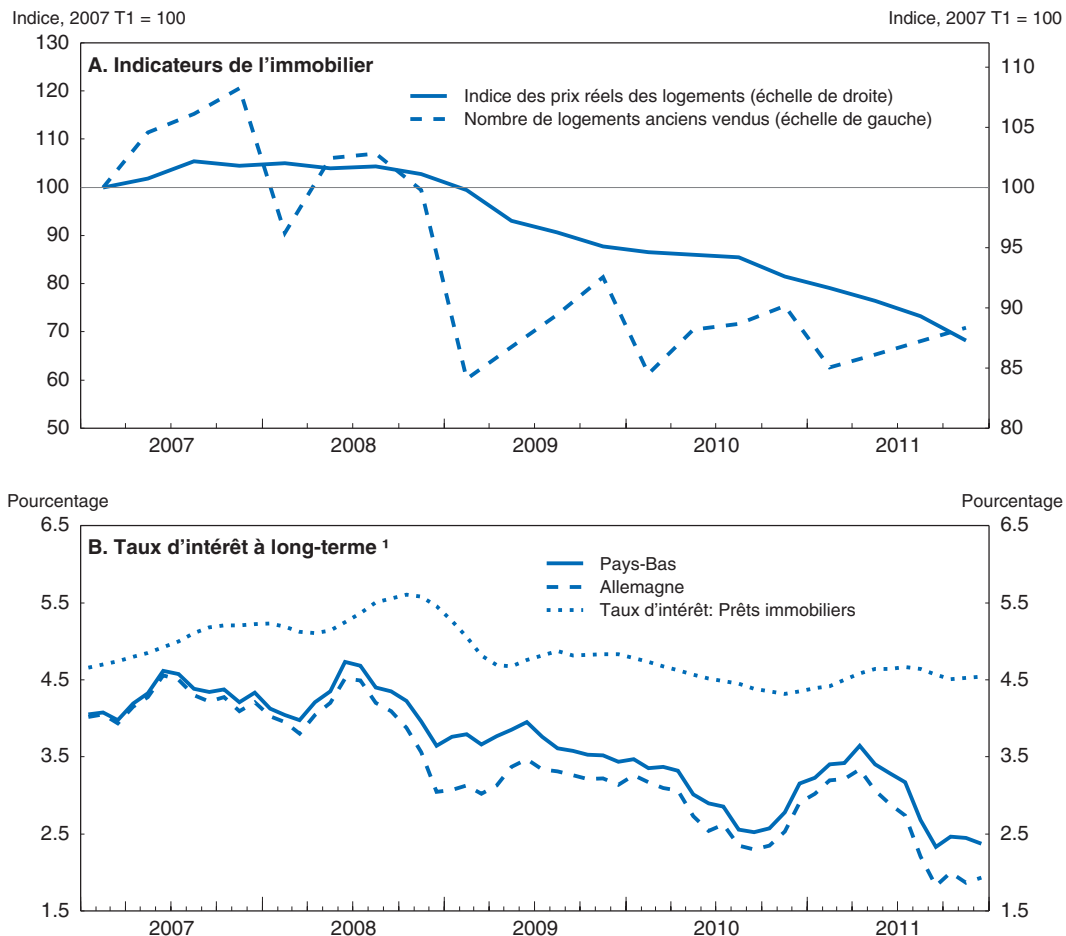 Indice, 2007 T1 = 100 Indice, 2007 T1 = 100
A. Indicateurs de l'immobilier
Indice des prix réels des logements (échelle de droite)
Nombre de logements anciens vendus (échelle de gauche)
130
120
110
100
90
80
70
60
50
110
105
100
95
90
85
80
2007 2008 2009 2010 2011
Pourcentage Pourcentage
B. Taux d'intérêt à long-terme ¹
Pays-Bas
Allemagne
Taux d'intérêt: Prêts immobiliers
6.5
5.5
4.5
3.5
2.5
1.5
6.5
5.5
4.5
3.5
2.5
1.5
2007 2008 2009 2010 2011